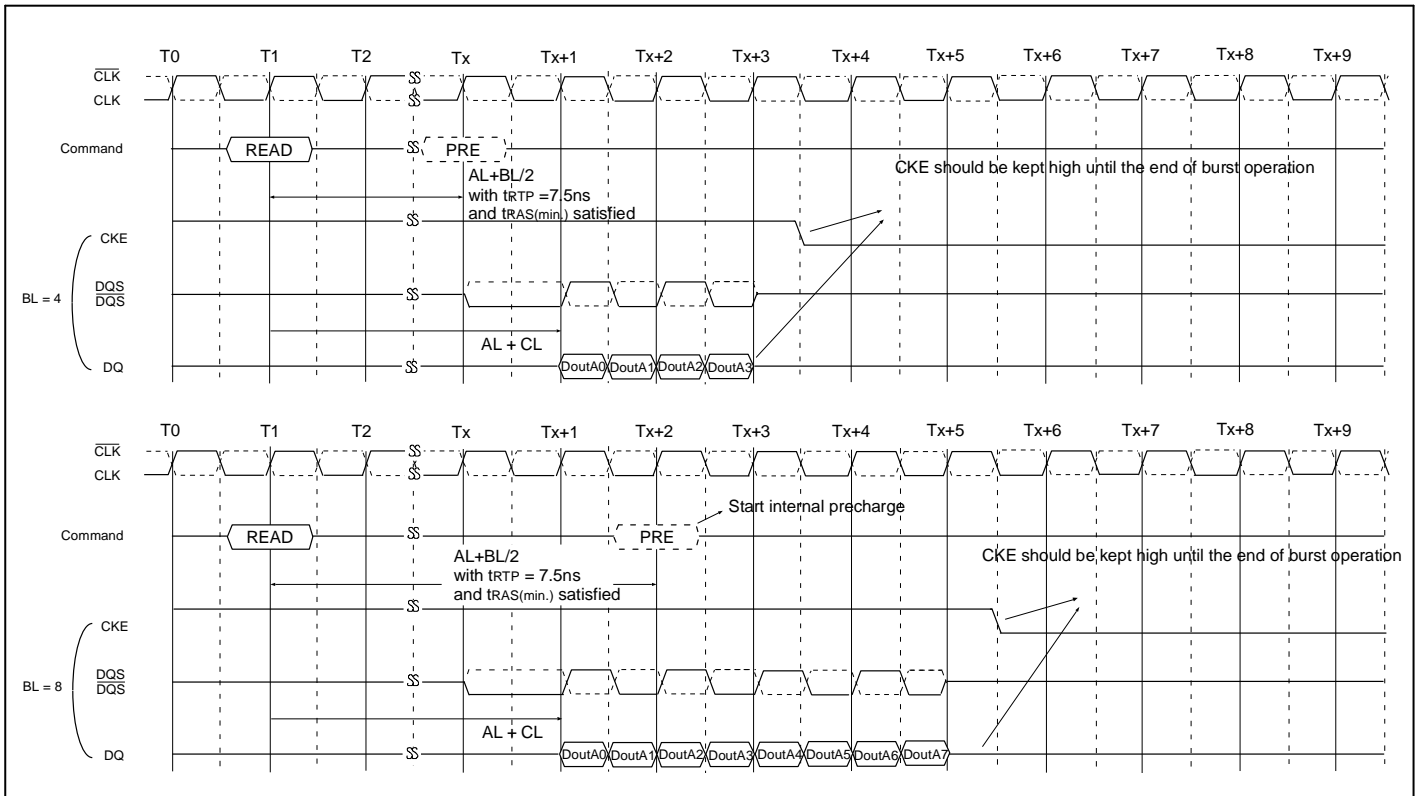 T0 T1 T2 Tx Tx+1 Tx+2 Tx+3 Tx+4 Tx+5 Tx+6 Tx+7 Tx+8 Tx+9
CLK
CLK
Command READ PRE
CKE should be kept high until the end of burst operation
AL+BL/2
with tRTP =7.5ns
and tRAS(min.) satisfied
CKE
BL = 4
DQS
DQS
AL + CL
DQ DoutA0 DoutA1 DoutA2 DoutA3
T0 T1 T2 Tx Tx+1 Tx+2 Tx+3 Tx+4 Tx+5 Tx+6 Tx+7 Tx+8 Tx+9
CLK
CLK
Start internal precharge
Command READ PRE
AL+BL/2
with tRTP = 7.5ns
and tRAS(min.) satisfied
CKE should be kept high until the end of burst operation
CKE
BL = 8
DQS
DQS
AL + CL
DQ DoutA0 DoutA1 DoutA2 DoutA3 DoutA4 DoutA5 DoutA6 DoutA7